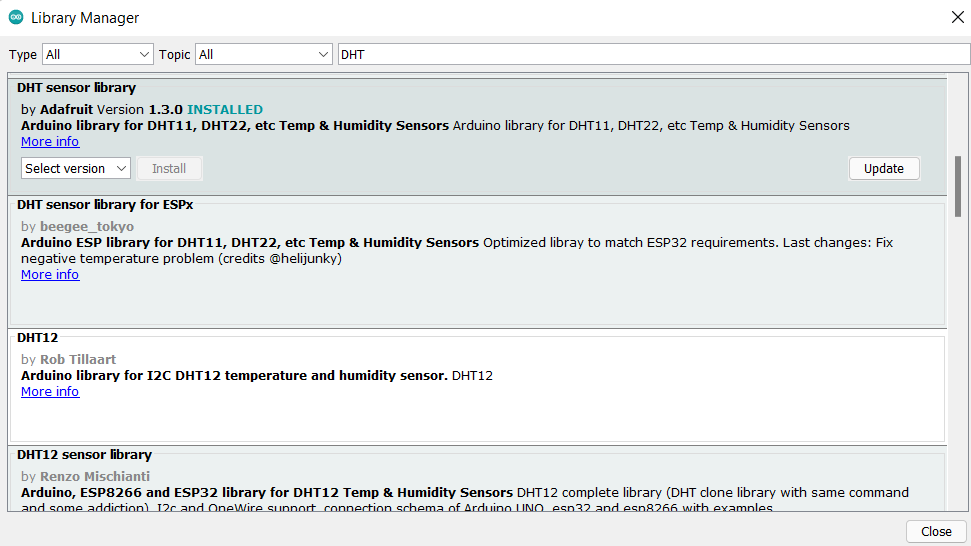 Library Manager
Type All Topic All DHT
DHT sensor library
by Adafruit Version 1.3.0 INSTALLED
Arduino library for DHT11, DHT22, etc Temp & Humidity Sensors Arduino library for DHT11, DHT22, etc Temp & Humidity Sensors
More info
Select version Install Update
DHT sensor library for ESPx
by beegee_tokyo
Arduino ESP library for DHT11, DHT22, etc Temp & Humidity Sensors Optimized libray to match ESP32 requirements. Last changes: Fix
negative temperature problem (credits @helijunky)
More info
DHT12
by Rob Tillaart
Arduino library for I2C DHT12 temperature and humidity sensor. DHT12
More info
DHT12 sensor library
by Renzo Mischianti
Arduino, ESP8266 and ESP32 library for DHT12 Temp & Humidity Sensors DHT12 complete library (DHT clone library with same command
and some addiction). I2c and OneWire support, connection schema of Arduino UNO, esp32 and esp8266 with examples
Close